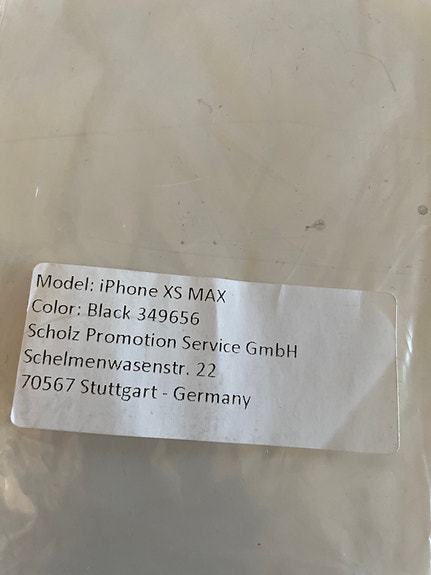 Model: iPhone XS MAX
Color: Black 349656
Scholz Promotion Service GmbH
Schelmenwasenstr. 22
70567 Stuttgart - Germany